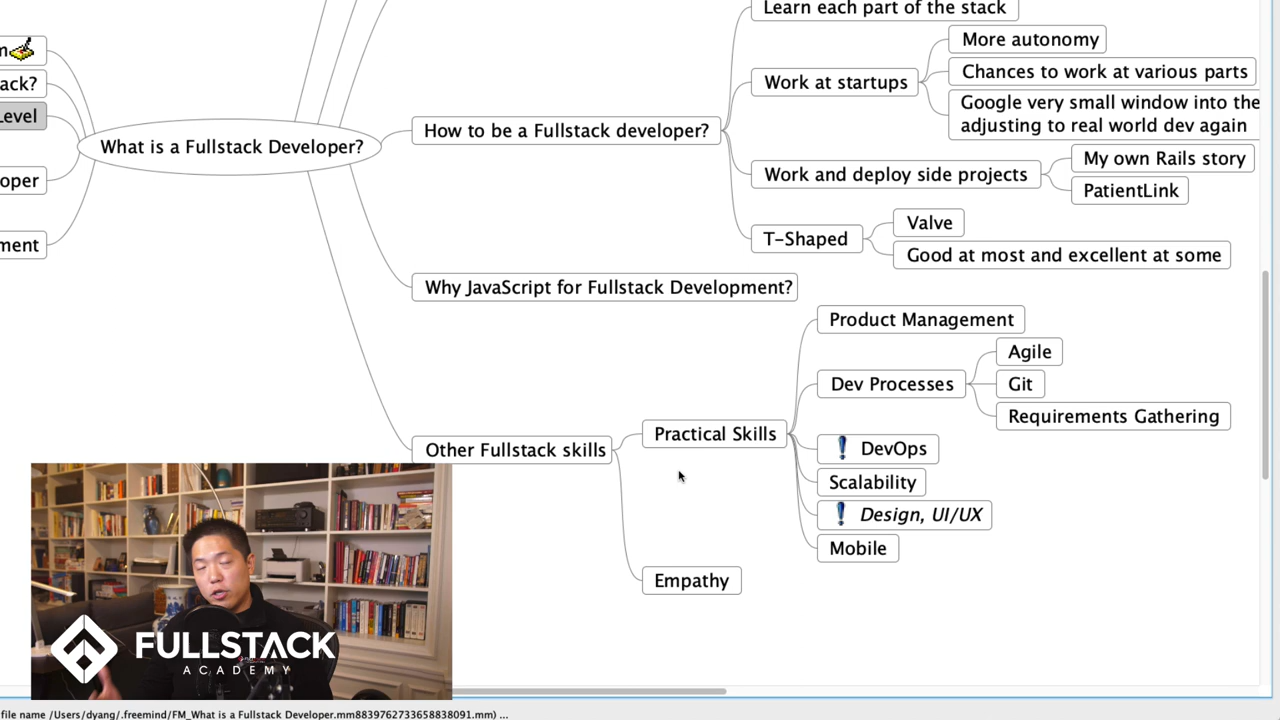 m
ack?
Level
oper
ment
What is a Fullstack Developer?
How to be a Fullstack developer?
Learn each part of the stack
Work at startups
More autonomy
Chances to work at various parts
Google very small window into the
adjusting to real world dev again
Work and deploy side projects
My own Rails story
PatientLink
T-Shaped
Valve
Good at most and excellent at some
Why JavaScript for Fullstack Development?
Other Fullstack skills
Practical Skills
Product Management
Dev Processes
Agile
Git
Requirements Gathering
DevOps
Scalability
Design, UI/UX
Mobile
Empathy
FULLSTACK
ACADEMY
file name /Users/dyang/.freemind/FM_What is a Fullstack Developer.mm8839762733658838091.mm) ...